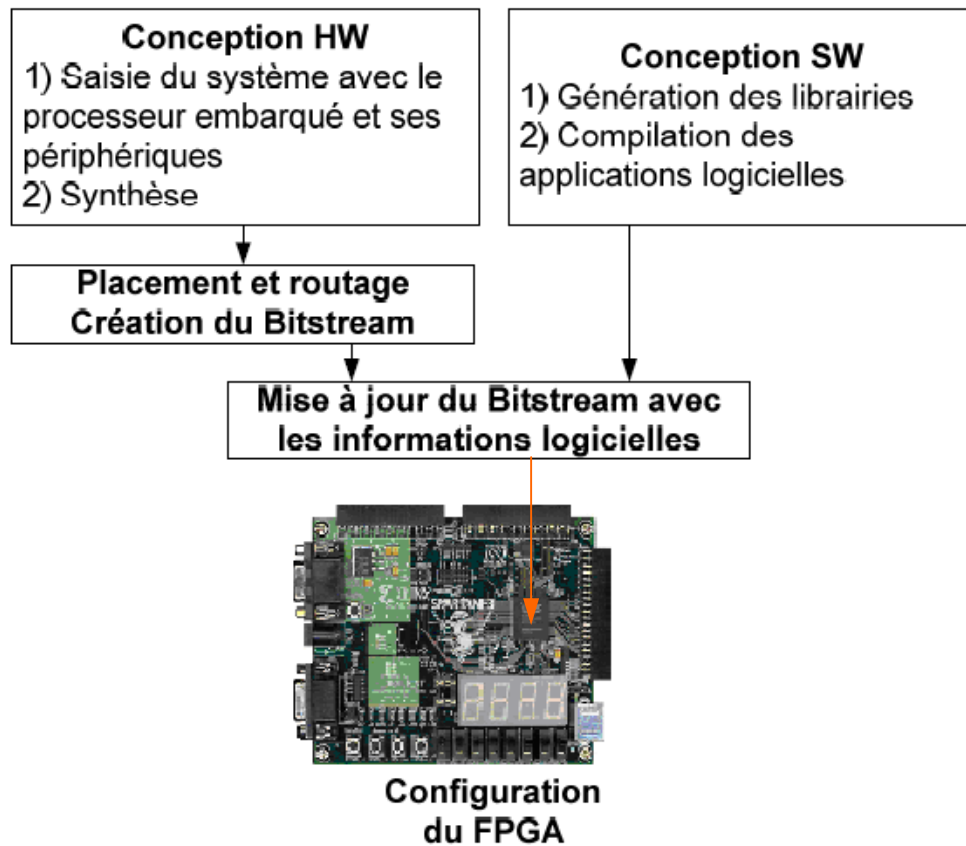 Conception HW
1) Saisie du système avec le
processeur embarqué et ses
périphériques
2) Synthèse
Conception SW
1) Génération des librairies
2) Compilation des
applications logicielles
Placement et routage
Création du Bitstream
Mise à jour du Bitstream avec
les informations logicielles
SPARTAN-3
Configuration
du FPGA